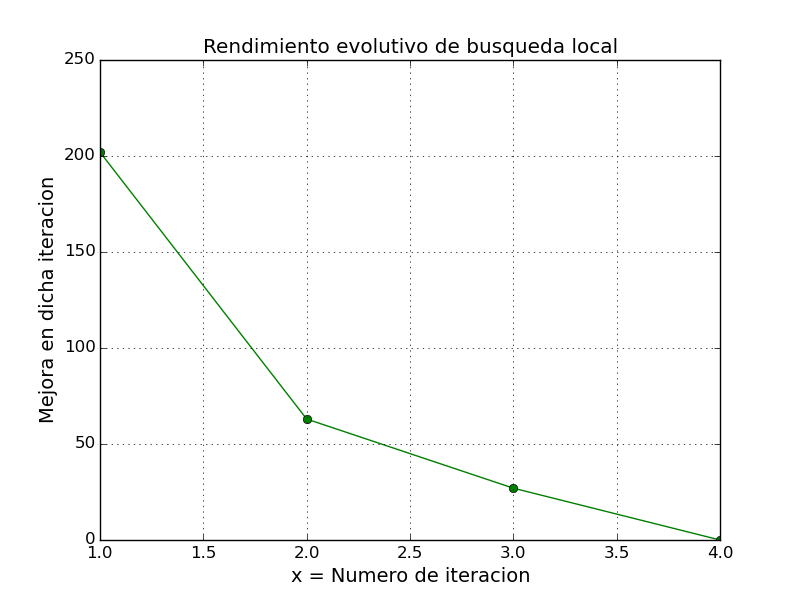 Rendimiento evolutivo de busqueda local
250
200
150
100
50
0
Mejora en dicha iteracion
1.0 1.5 2.0 2.5 3.0 3.5 4.0
x = Numero de iteracion